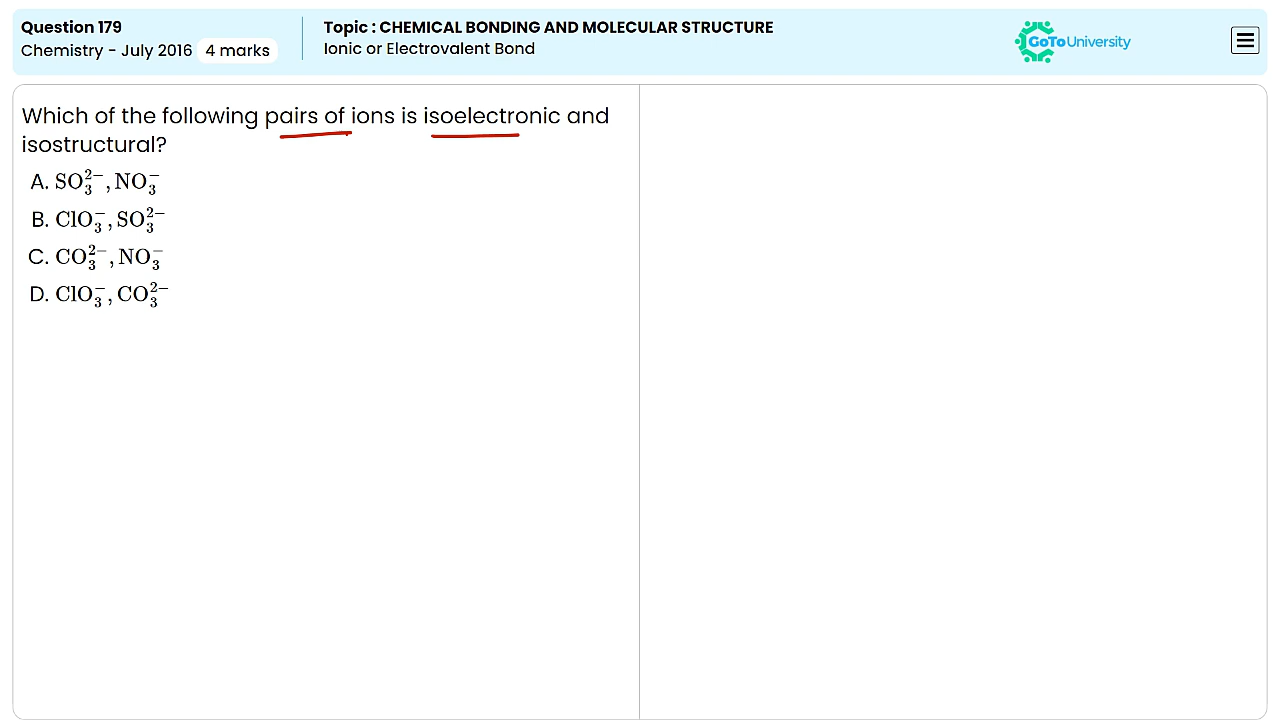 Question 179
Chemistry - July 2016 4 marks
Topic : CHEMICAL BONDING AND MOLECULAR STRUCTURE
Ionic or Electrovalent Bond
GoToUniversity
Which of the following pairs of ions is isoelectronic and
isostructural?
A. SO₃²⁻, NO₃⁻
B. ClO₃⁻, SO₃²⁻
C. CO₃²⁻, NO₃⁻
D. ClO₃⁻, CO₃²⁻